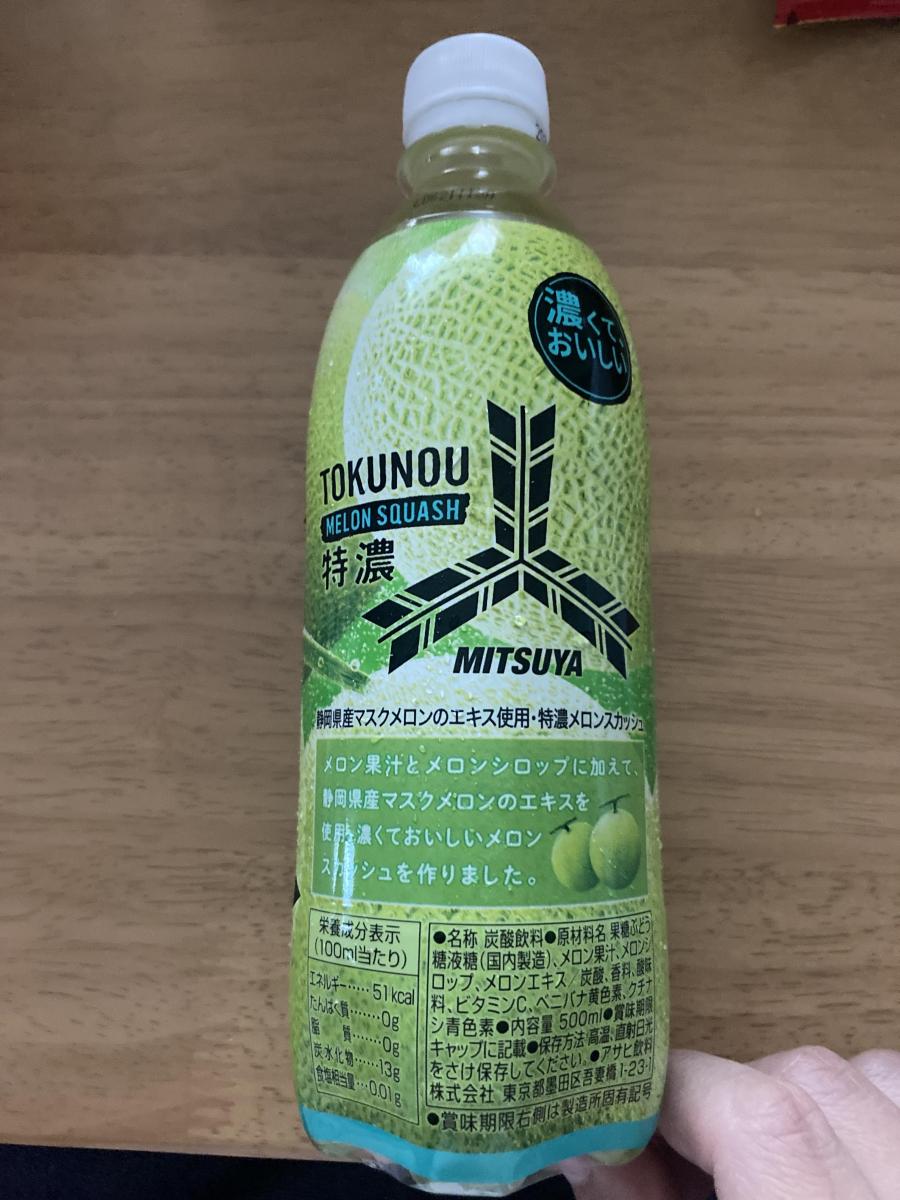 濃くて、
おいしい
TOKUNOU
MELON SQUASH
特濃
MITSUYA
静岡県産マスクメロンのエキス使用・特濃メロンスカッシュ
メロン果汁とメロンシロップに加えて、
静岡県産マスクメロンのエキスを
使用。濃くておいしいメロン
スカッシュを作りました。
栄養成分表示
(100ml当たり)
エネルギー……51kcal
たんぱく質……0g
脂 質……0g
炭水化物……13g
食塩相当量…0.01g
●名称 炭酸飲料●原材料名 果糖ぶどう
糖液糖(国内製造)、メロン果汁、メロンシ
ロップ、メロンエキス/炭酸、香料、酸味
料、ビタミンC、ベニバナ黄色素、クチナ
シ青色素●内容量 500ml●賞味期限
キャップに記載●保存方法 高温、直射日光
をさけ保存してください。●アサヒ飲料
株式会社 東京都墨田区吾妻橋1-23-1
●賞味期限右側は製造所固有記号